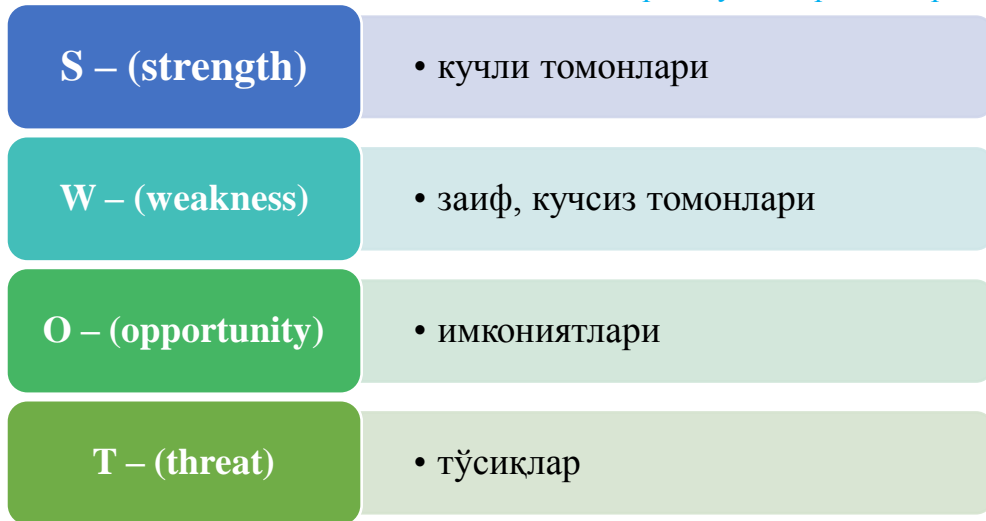 S – (strength)
• кучли томонлари
W – (weakness)
• заиф, кучсиз томонлари
O – (opportunity)
• имкониятлари
T – (threat)
• тўсиқлар